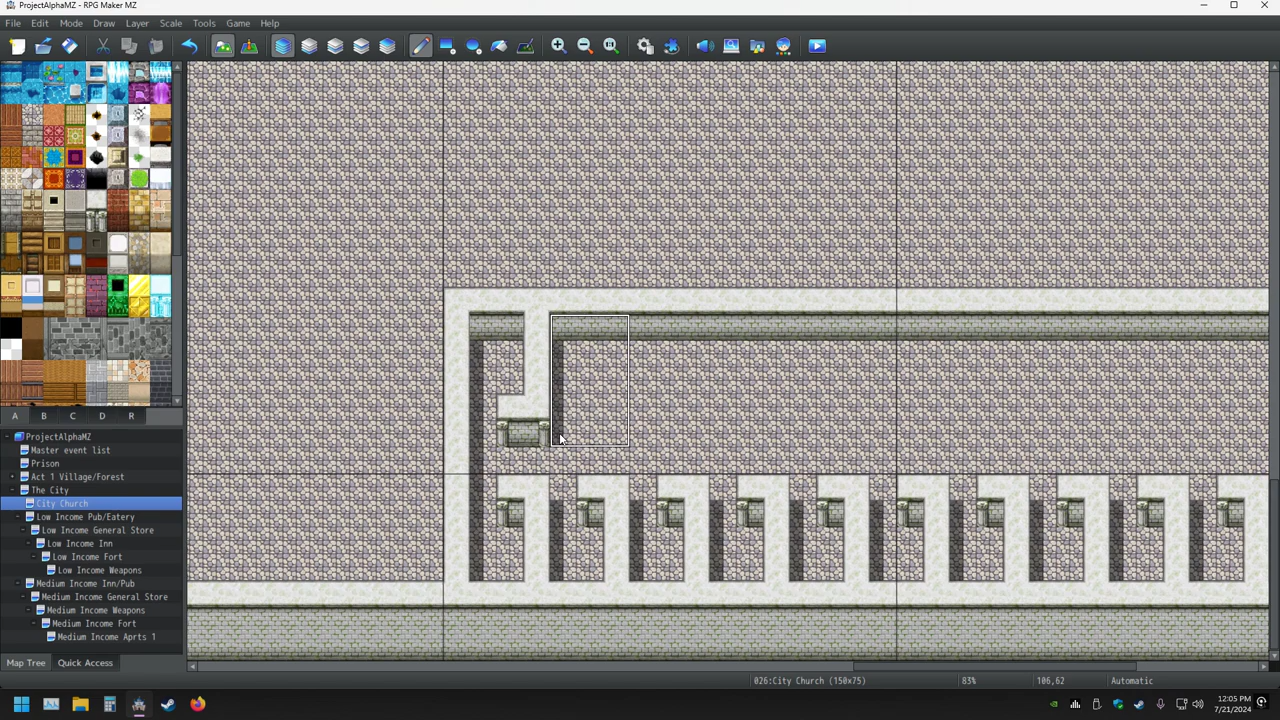 ProjectAlphaMZ - RPG Maker MZ
File Edit Mode Draw Layer Scale Tools Game Help
A B C D R
ProjectAlphaMZ
Master event list
Prison
Act 1 Village/Forest
The City
City Church
Low Income Pub/Eatery
Low Income General Store
Low Income Inn
Low Income Fort
Low Income Weapons
Medium Income Inn/Pub
Medium Income General Store
Medium Income Weapons
Medium Income Fort
Medium Income Aprts 1
Map Tree Quick Access
026:City Church (150x75) 83% 106,62 Automatic
12:05 PM
7/21/2024